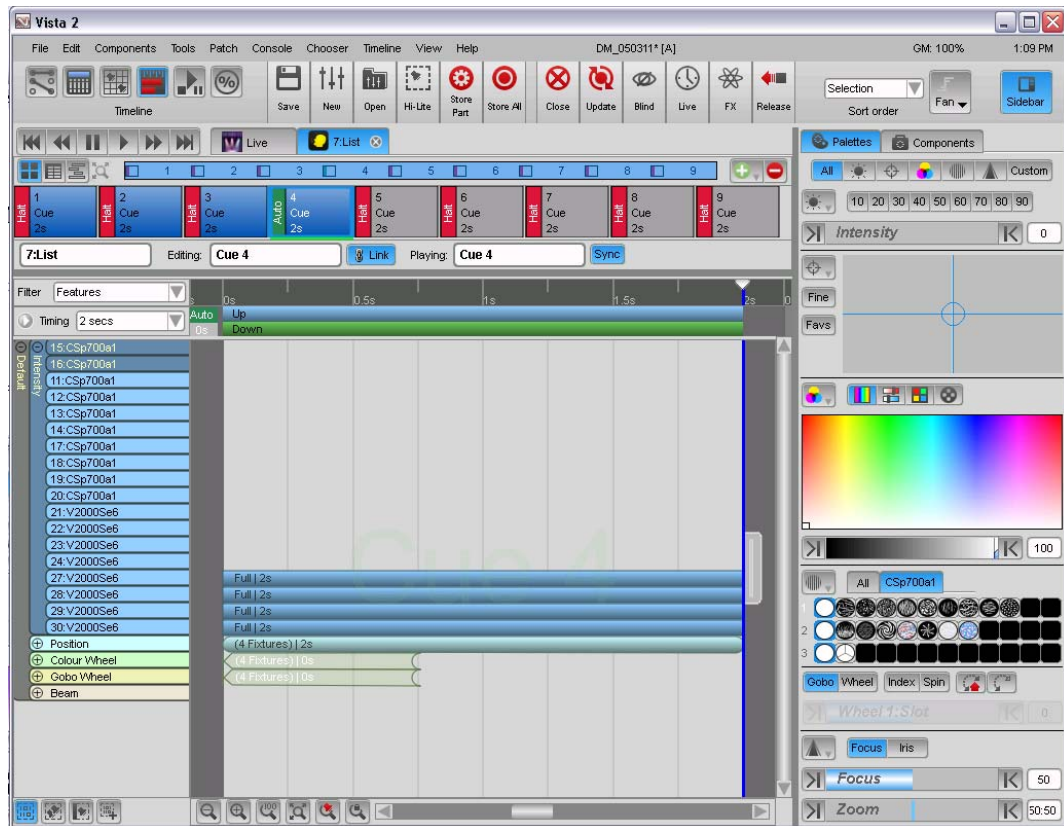 Vista 2
File Edit Components Tools Patch Console Chooser Timeline View Help DM_050311* [A] GM: 100% 1:09 PM
Timeline Save New Open Hi-Lite Store Part Store All Close Update Blind Live FX Release
Selection
Sort order
Fan
Sidebar
Live 7:List
Palettes Components
1 2 3 4 5 6 7 8 9
All Custom
Halt 1 Cue 2s
Halt 2 Cue 2s
Halt 3 Cue 2s
Auto 4 Cue 2s
Halt 5 Cue 2s
Halt 6 Cue 2s
Halt 7 Cue 2s
Halt 8 Cue 2s
Halt 9 Cue 2s
10 20 30 40 50 60 70 80 90
Intensity 0
7:List Editing: Cue 4 Link Playing: Cue 4 Sync
Filter Features
s 0s 0.5s 1s 1.5s 2s 0
Timing 2 secs
Auto Up
0s Down
Fine
Favs
Default
Intensity
15:CSp700a1
16:CSp700a1
11:CSp700a1
12:CSp700a1
13:CSp700a1
14:CSp700a1
17:CSp700a1
18:CSp700a1
19:CSp700a1
20:CSp700a1
21:V2000Se6
22:V2000Se6
23:V2000Se6
24:V2000Se6
27:V2000Se6 Full | 2s
28:V2000Se6 Full | 2s
29:V2000Se6 Full | 2s
30:V2000Se6 Full | 2s
Position (4 Fixtures) | 2s
Colour Wheel (4 Fixtures) | 0s
Gobo Wheel (4 Fixtures) | 0s
Beam
Cue 4
100
All CSp700a1
1
2
3
Gobo Wheel Index Spin
Wheel 1:Slot 0
Focus Iris
Focus 50
Zoom 50:50
100